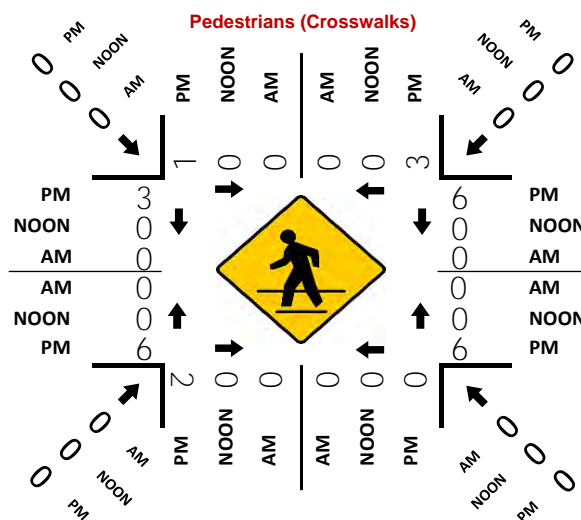 Pedestrians (Crosswalks)
0 PM
0 NOON
0 AM
PM NOON AM AM NOON PM
PM 0
NOON 0
AM 0
1 0 0 0 0 3
PM 3 6 PM
NOON 0 0 NOON
AM 0 0 AM
AM 0 0 AM
NOON 0 0 NOON
PM 6 6 PM
2 0 0 0 0 0
PM NOON AM AM NOON PM
0 AM
0 NOON
0 PM
AM 0
NOON 0
PM 0